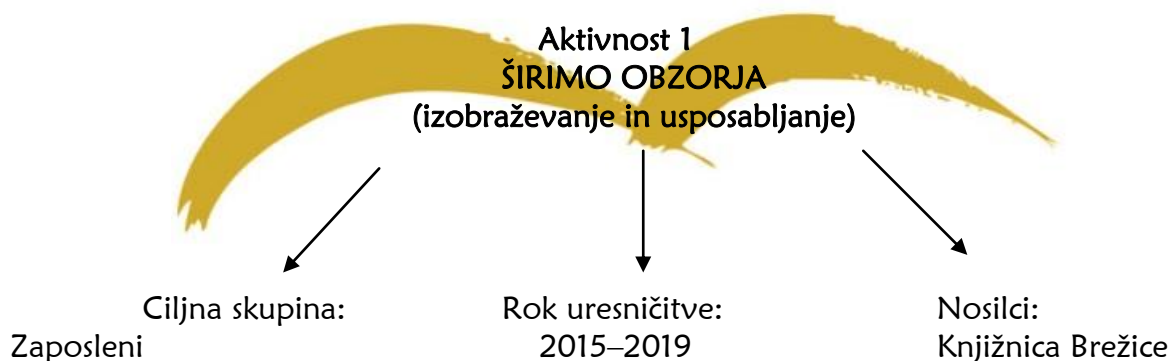 Aktivnost 1
ŠIRIMO OBZORJA
(izobraževanje in usposabljanje)
Ciljna skupina:
Zaposleni
Rok uresničitve:
2015–2019
Nosilci:
Knjižnica Brežice